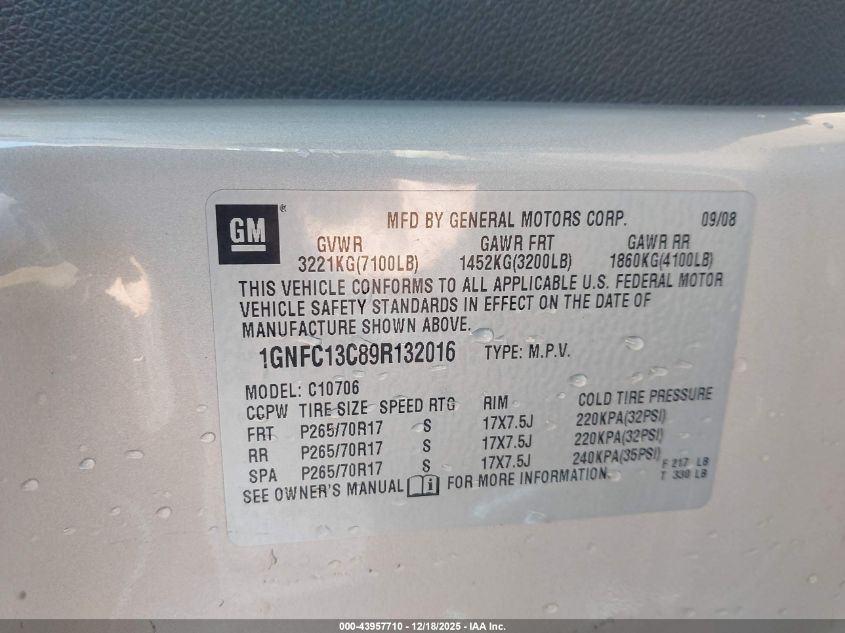 GM ® MFD BY GENERAL MOTORS CORP. 09/08
GVWR GAWR FRT GAWR RR
3221KG(7100LB) 1452KG(3200LB) 1860KG(4100LB)
THIS VEHICLE CONFORMS TO ALL APPLICABLE U.S. FEDERAL MOTOR
VEHICLE SAFETY STANDARDS IN EFFECT ON THE DATE OF
MANUFACTURE SHOWN ABOVE.
1GNFC13C89R132016 TYPE: M.P.V.
MODEL: C10706
CCPW TIRE SIZE SPEED RTG RIM COLD TIRE PRESSURE
FRT P265/70R17 S 17X7.5J 220KPA(32PSI)
RR P265/70R17 S 17X7.5J 220KPA(32PSI)
SPA P265/70R17 S 17X7.5J 240KPA(35PSI) F 217 LB
T 330 LB
SEE OWNER'S MANUAL i FOR MORE INFORMATION.
000-43957710 - 12/18/2025 - IAA Inc.